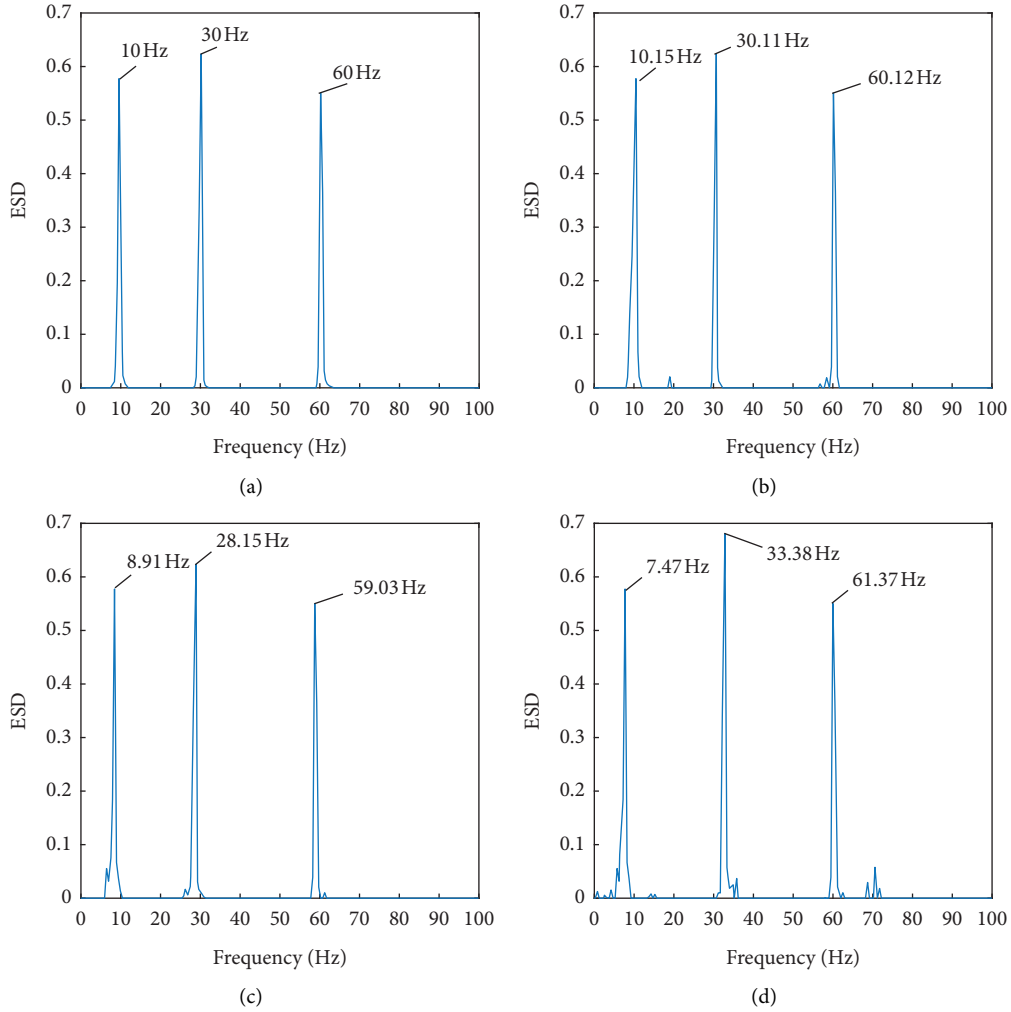 0.7
0.6
0.5
0.4
0.3
0.2
0.1
0
ESD
10 Hz
30 Hz
60 Hz
0 10 20 30 40 50 60 70 80 90 100
Frequency (Hz)
(a)
0.7
0.6
0.5
0.4
0.3
0.2
0.1
0
ESD
10.15 Hz
30.11 Hz
60.12 Hz
0 10 20 30 40 50 60 70 80 90 100
Frequency (Hz)
(b)
0.7
0.6
0.5
0.4
0.3
0.2
0.1
0
ESD
8.91 Hz
28.15 Hz
59.03 Hz
0 10 20 30 40 50 60 70 80 90 100
Frequency (Hz)
(c)
0.7
0.6
0.5
0.4
0.3
0.2
0.1
0
ESD
7.47 Hz
33.38 Hz
61.37 Hz
0 10 20 30 40 50 60 70 80 90 100
Frequency (Hz)
(d)